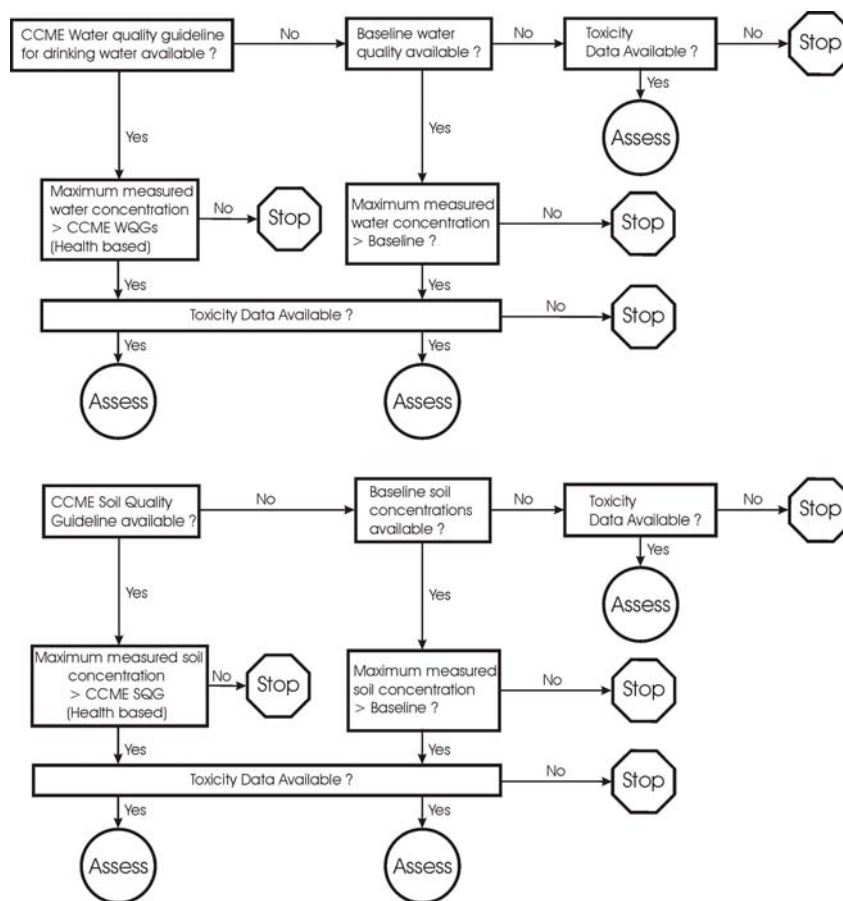 CCME Water quality guideline
for drinking water available ?
No
Baseline water
quality available ?
No
Toxicity
Data Available ?
No
Stop
Yes
Yes
Yes
Assess
Maximum measured
water concentration
> CCME WQGs
(Health based)
No
Stop
Maximum measured
water concentration
> Baseline ?
No
Stop
Yes
Yes
Toxicity Data Available ?
No
Stop
Yes
Yes
Assess
Assess
CCME Soil Quality
Guideline available ?
No
Baseline soil
concentrations
available ?
No
Toxicity
Data Available ?
No
Stop
Yes
Yes
Yes
Assess
Maximum measured soil
concentration
> CCME SQG
(Health based)
No
Stop
Maximum measured
soil concentration
> Baseline ?
No
Stop
Yes
Yes
Toxicity Data Available ?
No
Stop
Yes
Yes
Assess
Assess